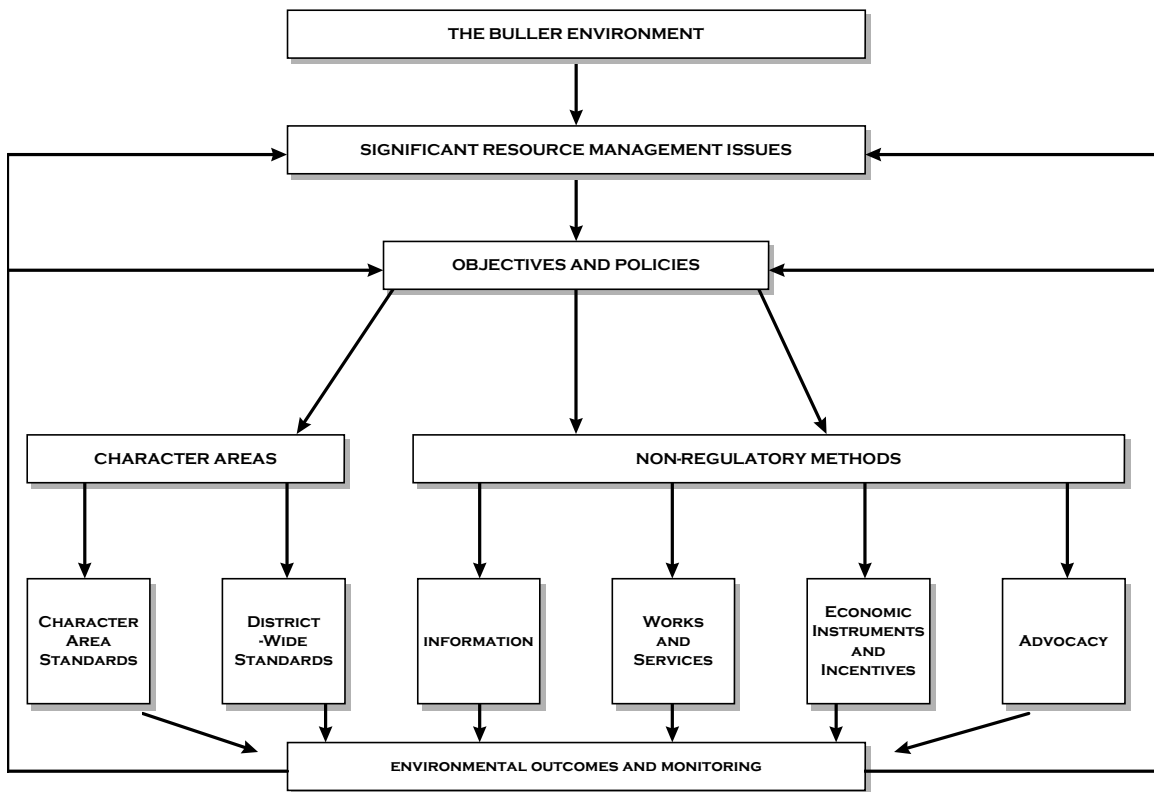 THE BULLER ENVIRONMENT
SIGNIFICANT RESOURCE MANAGEMENT ISSUES
OBJECTIVES AND POLICIES
CHARACTER AREAS
NON-REGULATORY METHODS
CHARACTER
AREA
STANDARDS
DISTRICT
-WIDE
STANDARDS
INFORMATION
WORKS
AND
SERVICES
ECONOMIC
INSTRUMENTS
AND
INCENTIVES
ADVOCACY
ENVIRONMENTAL OUTCOMES AND MONITORING